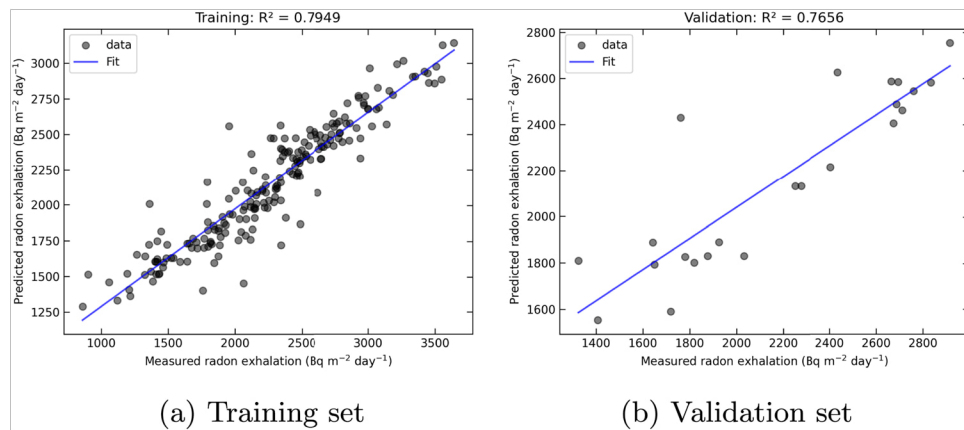 Training: R² = 0.7949
data
Fit
3000
2750
2500
2250
2000
1750
1500
1250
Predicted radon exhalation (Bq m⁻² day⁻¹)
1000 1500 2000 2500 3000 3500
Measured radon exhalation (Bq m⁻² day⁻¹)
(a) Training set
Validation: R² = 0.7656
data
Fit
2800
2600
2400
2200
2000
1800
1600
Predicted radon exhalation (Bq m⁻² day⁻¹)
1400 1600 1800 2000 2200 2400 2600 2800
Measured radon exhalation (Bq m⁻² day⁻¹)
(b) Validation set